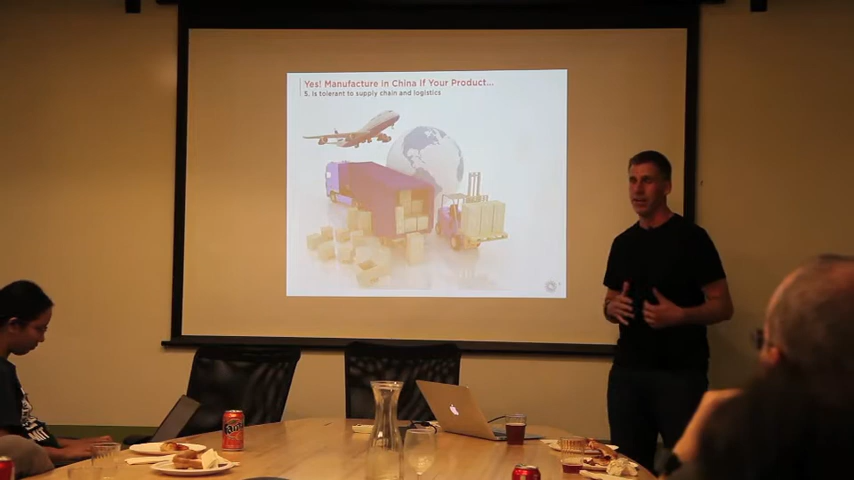 Yes! Manufacture in China If Your Product...
5. Is tolerant to supply chain and logistics